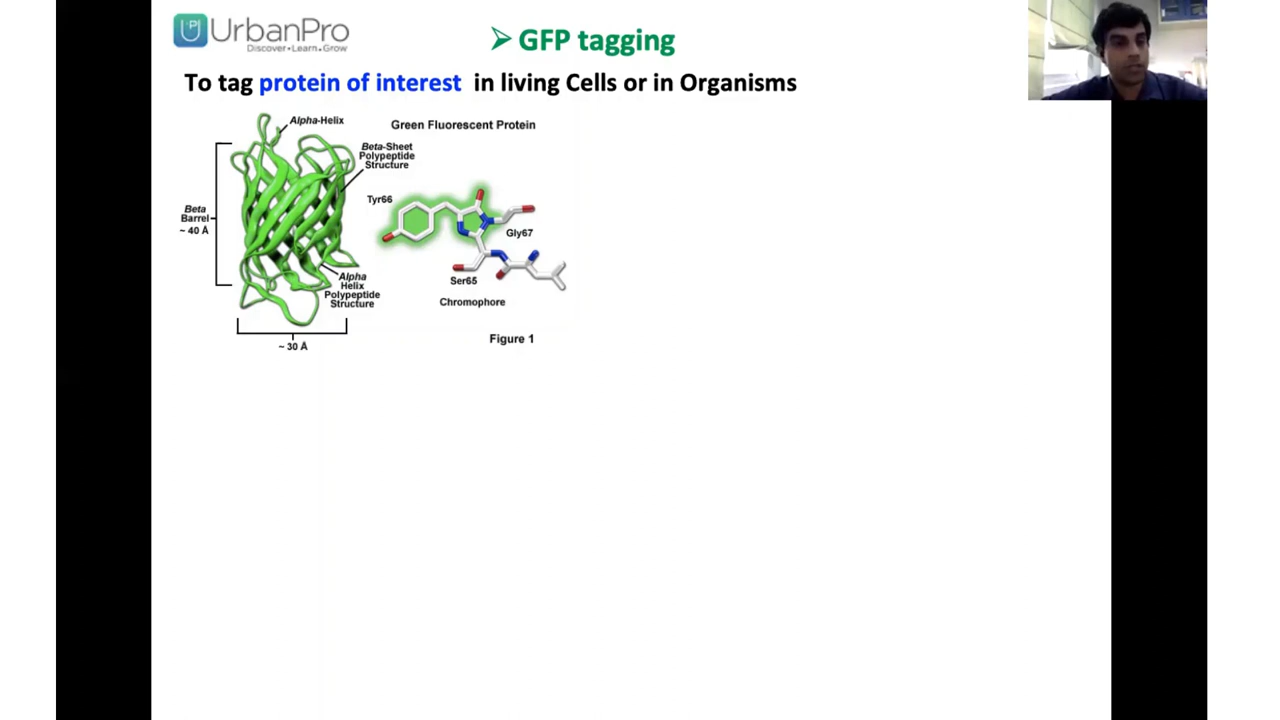 UrbanPro
Discover•Learn•Grow
➢ GFP tagging
To tag protein of interest in living Cells or in Organisms
Alpha-Helix
Green Fluorescent Protein
Beta-Sheet
Polypeptide
Structure
Tyr66
Beta
Barrel
~ 40 Å
Gly67
Alpha
Helix
Polypeptide
Structure
Ser65
Chromophore
Figure 1
~ 30 Å